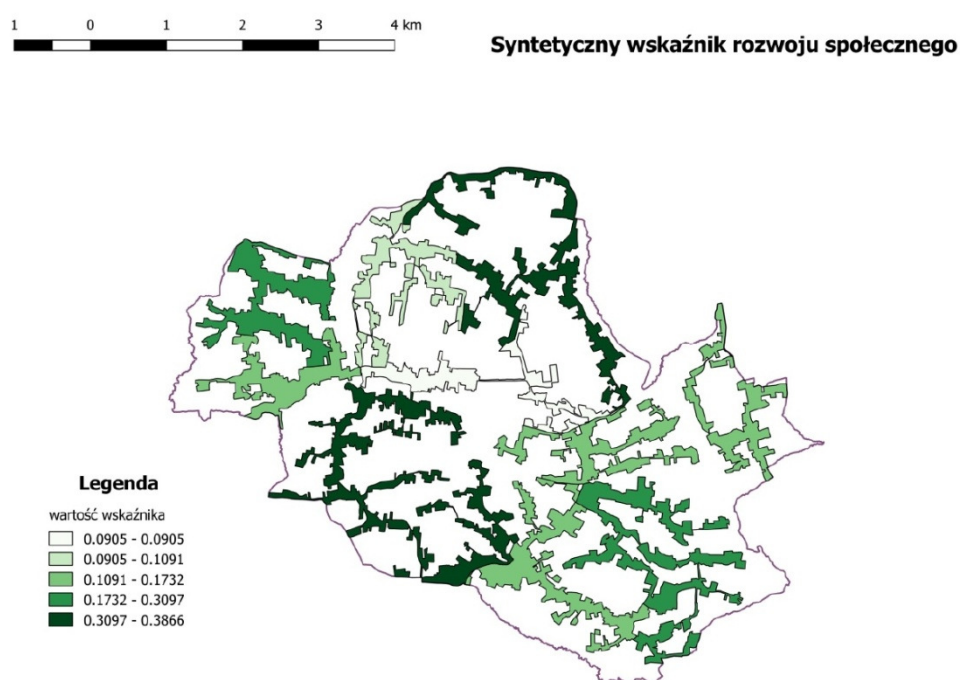 1 0 1 2 3 4 km
Syntetyczny wskaźnik rozwoju społecznego
Legenda
wartość wskaźnika
0.0905 - 0.0905
0.0905 - 0.1091
0.1091 - 0.1732
0.1732 - 0.3097
0.3097 - 0.3866